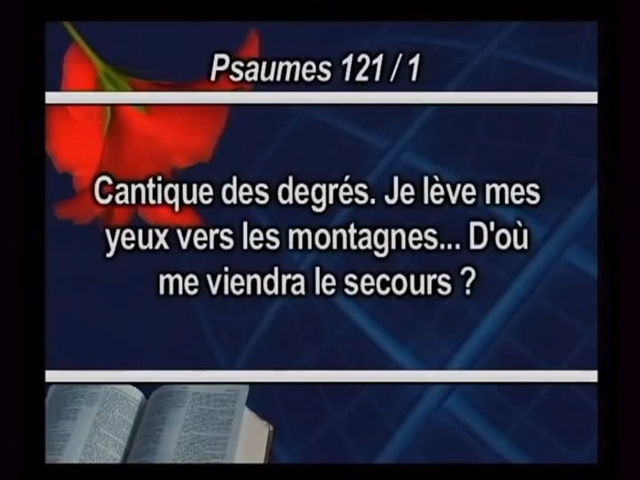 Psaumes 121 / 1
Cantique des degrés. Je lève mes
yeux vers les montagnes... D'où
me viendra le secours ?